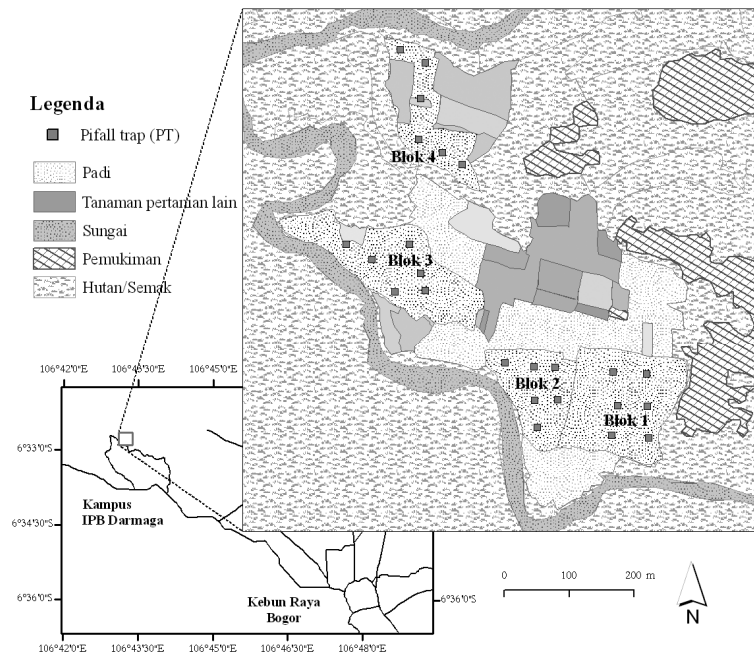 Legenda
Pifall trap (PT)
Padi
Tanaman pertanian lain
Sungai
Pemukiman
Hutan/Semak
Blok 4
Blok 3
Blok 2
Blok 1
106°42'0"E
106°43'30"E
106°45'0"E
6°33'0"S
6°34'30"S
6°36'0"S
Kampus
IPB Darmaga
Kebun Raya
Bogor
6°36'0"S
106°42'0"E
106°43'30"E
106°45'0"E
106°46'30"E
106°48'0"E
0 100 200 m
N